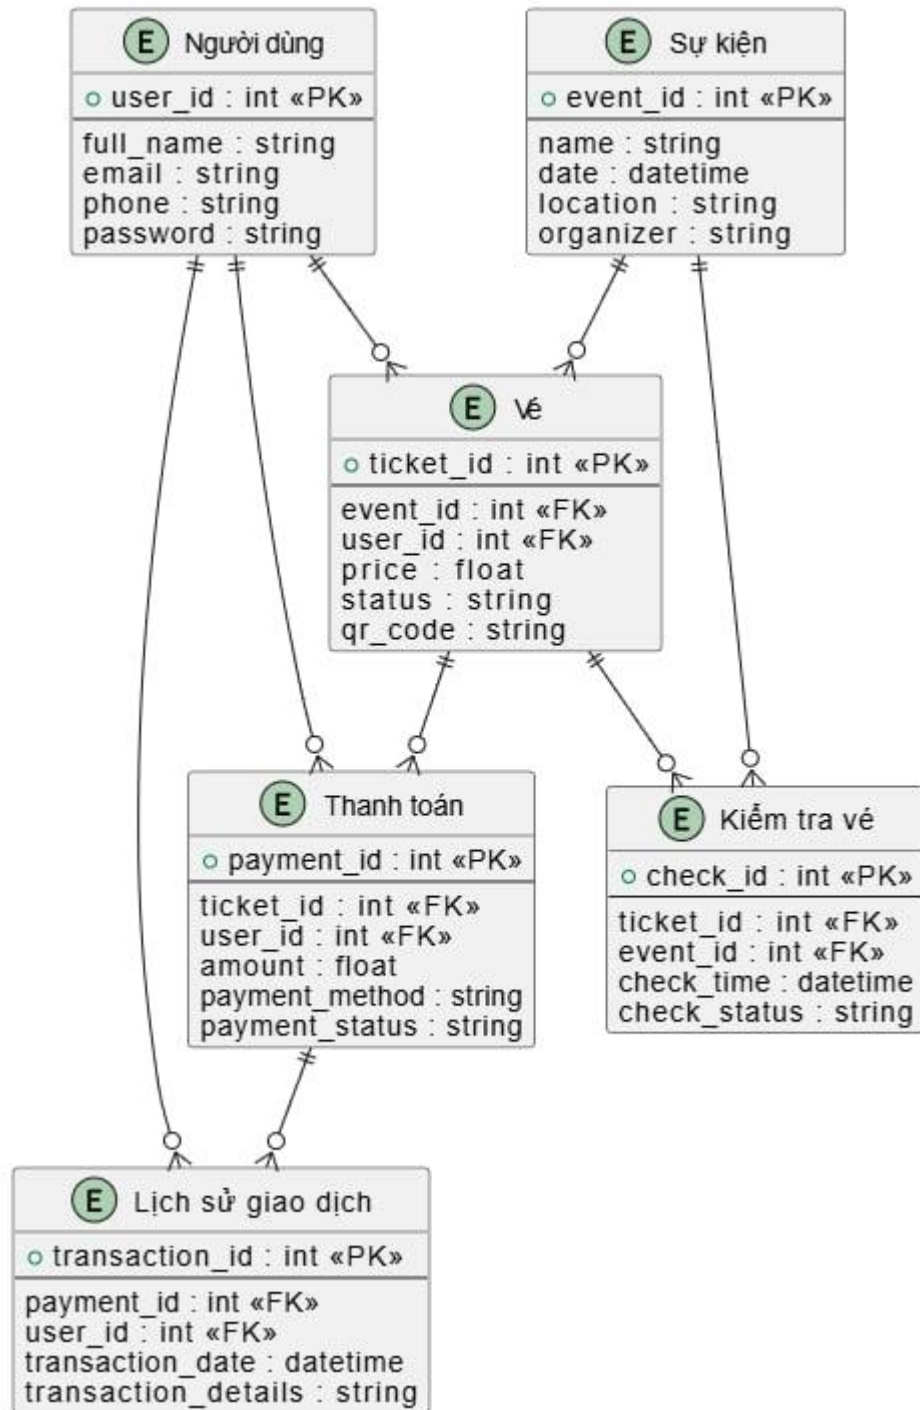 E Người dùng
user_id : int «PK»
full_name : string
email : string
phone : string
password : string
E Sự kiện
event_id : int «PK»
name : string
date : datetime
location : string
organizer : string
E Vé
ticket_id : int «PK»
event_id : int «FK»
user_id : int «FK»
price : float
status : string
qr_code : string
E Thanh toán
payment_id : int «PK»
ticket_id : int «FK»
user_id : int «FK»
amount : float
payment_method : string
payment_status : string
E Kiểm tra vé
check_id : int «PK»
ticket_id : int «FK»
event_id : int «FK»
check_time : datetime
check_status : string
E Lịch sử giao dịch
transaction_id : int «PK»
payment_id : int «FK»
user_id : int «FK»
transaction_date : datetime
transaction_details : string